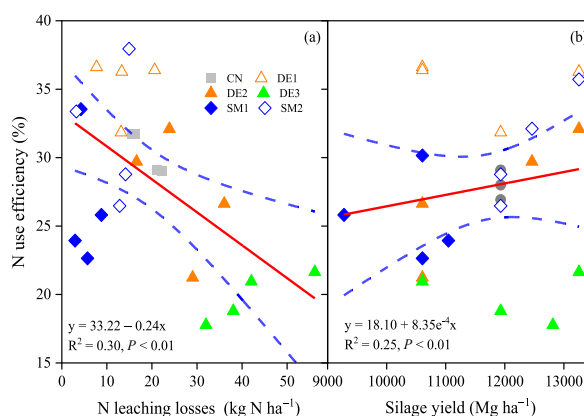 40
35
30
25
20
15
N use efficiency (%)
(a)
CN
DE1
DE2
DE3
SM1
SM2
y = 33.22 – 0.24x
R² = 0.30, P < 0.01
0
10
20
30
40
50
N leaching losses (kg N ha⁻¹)
(b)
y = 18.10 + 8.35e⁻⁴x
R² = 0.25, P < 0.01
9000
10000
11000
12000
13000
Silage yield (Mg ha⁻¹)